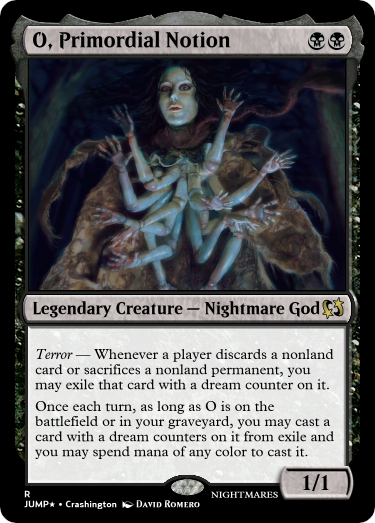 O, Primordial Notion
Legendary Creature — Nightmare God
Terror — Whenever a player discards a nonland
card or sacrifices a nonland permanent, you
may exile that card with a dream counter on it.
Once each turn, as long as O is on the
battlefield or in your graveyard, you may cast a
card with a dream counters on it from exile and
you may spend mana of any color to cast it.
1/1
R
NIGHTMARES
JUMP★ • Crashington DAVID ROMERO